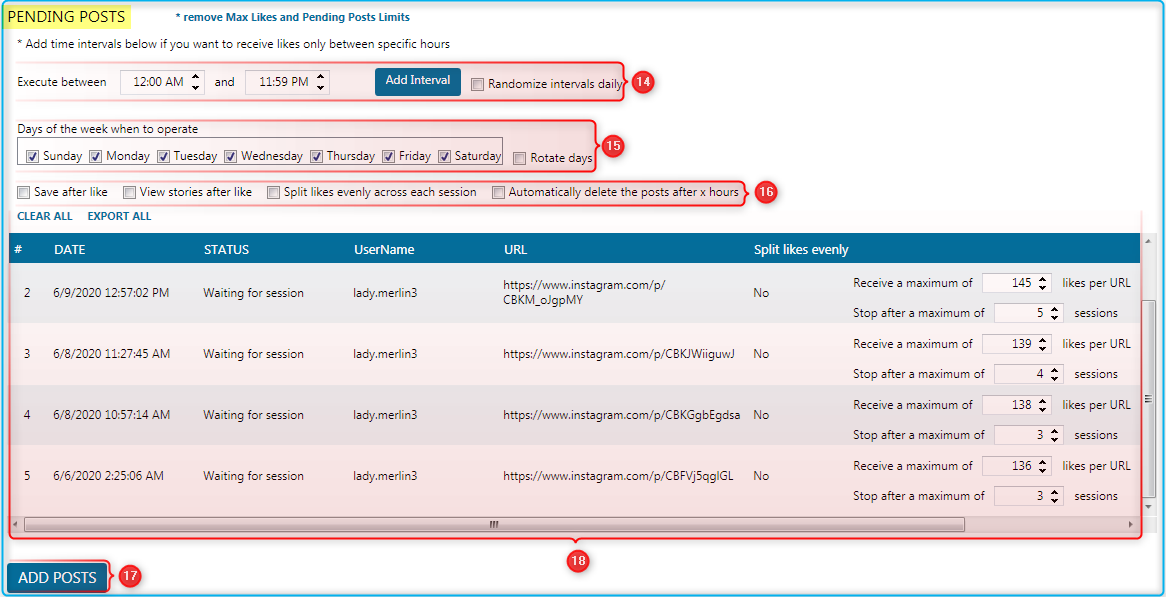 PENDING POSTS * remove Max Likes and Pending Posts Limits
* Add time intervals below if you want to receive likes only between specific hours
Execute between 12:00 AM and 11:59 PM Add Interval Randomize intervals daily 14
Days of the week when to operate
Sunday Monday Tuesday Wednesday Thursday Friday Saturday Rotate days 15
Save after like View stories after like Split likes evenly across each session Automatically delete the posts after x hours 16
CLEAR ALL EXPORT ALL
# DATE STATUS UserName URL Split likes evenly
2 6/9/2020 12:57:02 PM Waiting for session lady.merlin3 https://www.instagram.com/p/
CBKM_oJgpMY No
Receive a maximum of 145 likes per URL
Stop after a maximum of 5 sessions
3 6/8/2020 11:27:45 AM Waiting for session lady.merlin3 https://www.instagram.com/p/CBKJWiiguwJ No
Receive a maximum of 139 likes per URL
Stop after a maximum of 4 sessions
4 6/8/2020 10:57:14 AM Waiting for session lady.merlin3 https://www.instagram.com/p/CBKGgbEgdsa No
Receive a maximum of 138 likes per URL
Stop after a maximum of 3 sessions
5 6/6/2020 2:25:06 AM Waiting for session lady.merlin3 https://www.instagram.com/p/CBFVj5qglGL No
Receive a maximum of 136 likes per URL
Stop after a maximum of 3 sessions
18
ADD POSTS 17